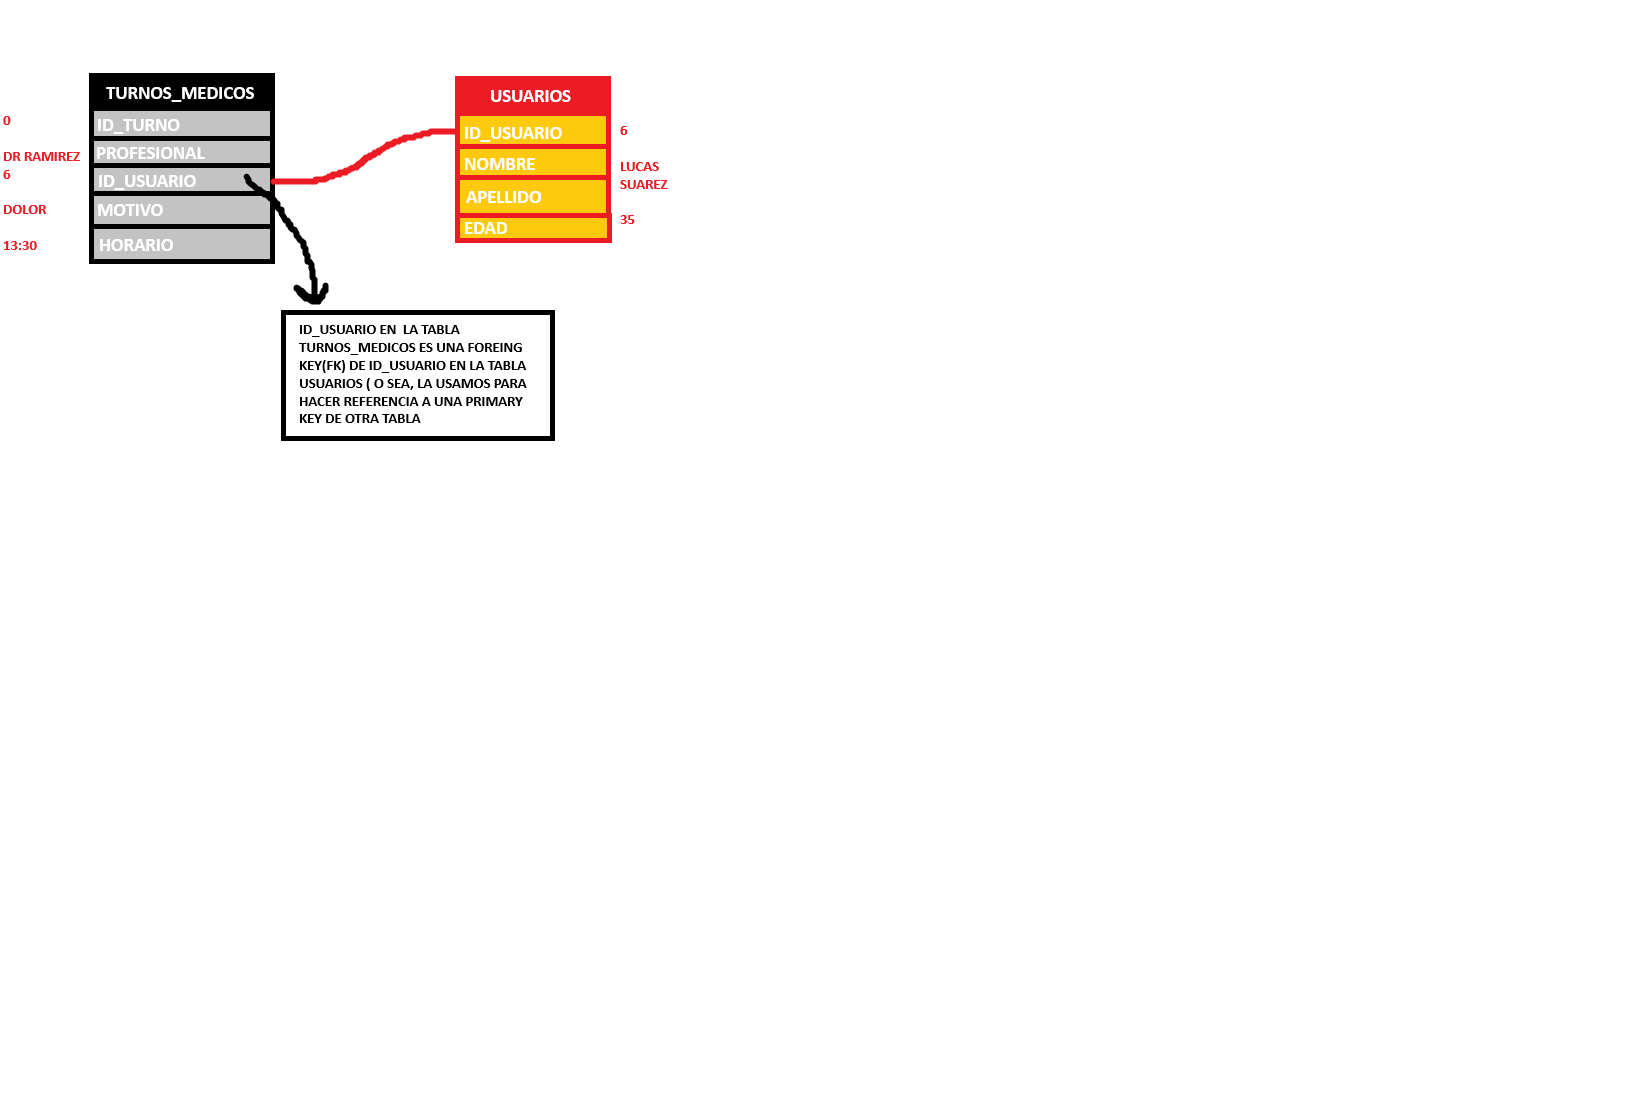 TURNOS_MEDICOS
ID_TURNO
PROFESIONAL
ID_USUARIO
MOTIVO
HORARIO
0
DR RAMIREZ
6
DOLOR
13:30
USUARIOS
ID_USUARIO
NOMBRE
APELLIDO
EDAD
6
LUCAS
SUAREZ
35
ID_USUARIO EN LA TABLA
TURNOS_MEDICOS ES UNA FOREING
KEY(FK) DE ID_USUARIO EN LA TABLA
USUARIOS ( O SEA, LA USAMOS PARA
HACER REFERENCIA A UNA PRIMARY
KEY DE OTRA TABLA